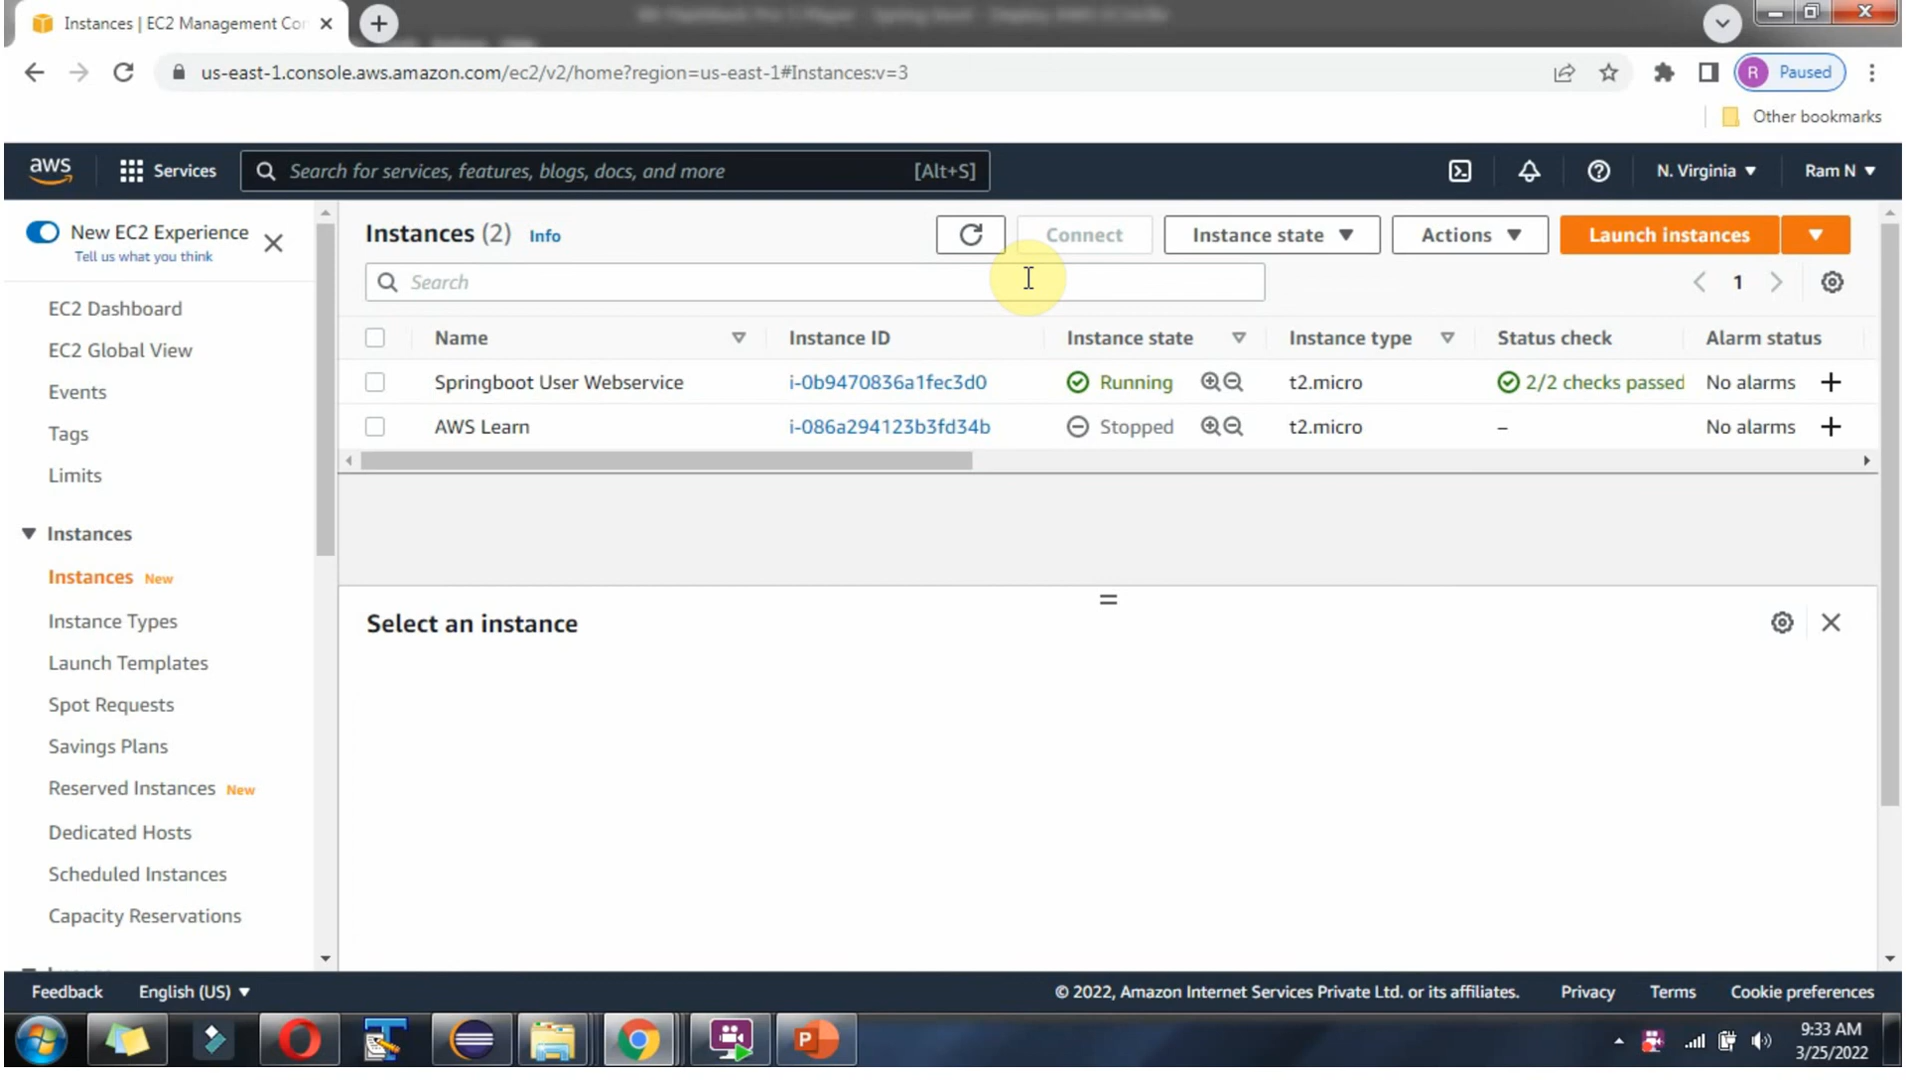 Instances | EC2 Management Con
us-east-1.console.aws.amazon.com/ec2/v2/home?region=us-east-1#Instances:v=3
R Paused
Other bookmarks
aws Services Search for services, features, blogs, docs, and more [Alt+S] N. Virginia Ram N
New EC2 Experience
Tell us what you think
EC2 Dashboard
EC2 Global View
Events
Tags
Limits
Instances
Instances New
Instance Types
Launch Templates
Spot Requests
Savings Plans
Reserved Instances New
Dedicated Hosts
Scheduled Instances
Capacity Reservations
Instances (2) Info Connect Instance state Actions Launch instances
Search 1
Name Instance ID Instance state Instance type Status check Alarm status
Springboot User Webservice i-0b9470836a1fec3d0 Running t2.micro 2/2 checks passed No alarms +
AWS Learn i-086a294123b3fd34b Stopped t2.micro – No alarms +
Select an instance
Feedback English (US) © 2022, Amazon Internet Services Private Ltd. or its affiliates. Privacy Terms Cookie preferences
9:33 AM
3/25/2022